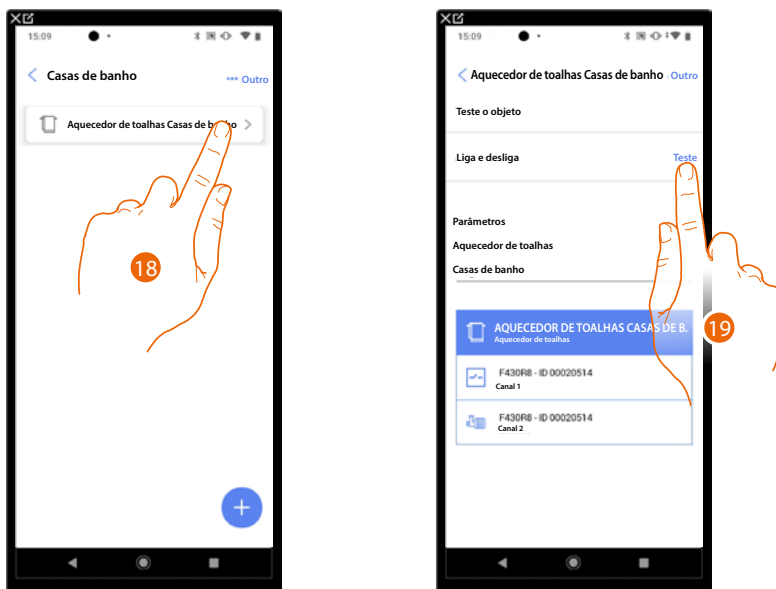 15:09
Casas de banho
••• Outro
Aquecedor de toalhas Casas de b nho
18
15:09
Aquecedor de toalhas Casas de banho
Outro
Teste o objeto
Liga e desliga
Teste
Parâmetros
Aquecedor de toalhas
Casas de banho
AQUECEDOR DE TOALHAS CASAS DE B.
Aquecedor de toalhas
19
F430R8 - ID 00020514
Canal 1
F430R8 - ID 00020514
Canal 2